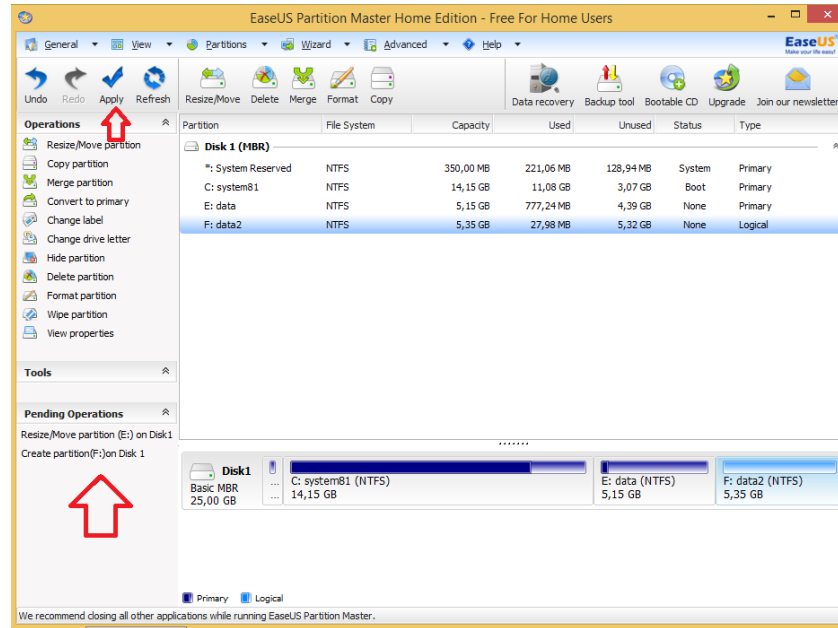 EaseUS Partition Master Home Edition - Free For Home Users
General View Partitions Wizard Advanced Help
EaseUS
Make your life easy!
Undo Redo Apply Refresh Resize/Move Delete Merge Format Copy Data recovery Backup tool Bootable CD Upgrade Join our newsletter
Operations
Resize/Move partition
Copy partition
Merge partition
Convert to primary
Change label
Change drive letter
Hide partition
Delete partition
Format partition
Wipe partition
View properties
Tools
Pending Operations
Resize/Move partition (E:) on Disk1
Create partition(F:)on Disk 1
Partition File System Capacity Used Unused Status Type
Disk 1 (MBR)
*: System Reserved NTFS 350,00 MB 221,06 MB 128,94 MB System Primary
C: system81 NTFS 14,15 GB 11,08 GB 3,07 GB Boot Primary
E: data NTFS 5,15 GB 777,24 MB 4,39 GB None Primary
F: data2 NTFS 5,35 GB 27,98 MB 5,32 GB None Logical
Disk1
Basic MBR
25,00 GB
...
...
C: system81 (NTFS)
14,15 GB
E: data (NTFS)
5,15 GB
F: data2 (NTFS)
5,35 GB
Primary Logical
We recommend closing all other applications while running EaseUS Partition Master.